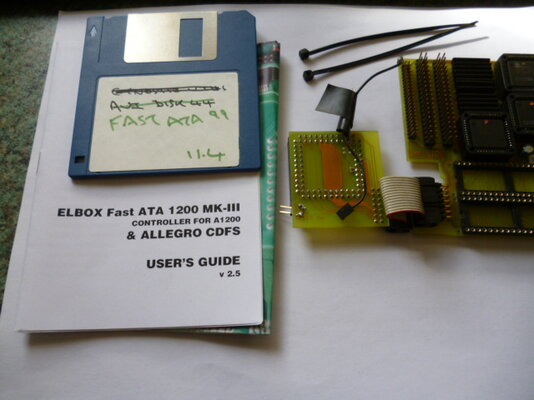 FAST ATA 99
11.4
ELBOX Fast ATA 1200 MK-III
CONTROLLER FOR A1200
& ALLEGRO CDFS
USER'S GUIDE
v 2.5